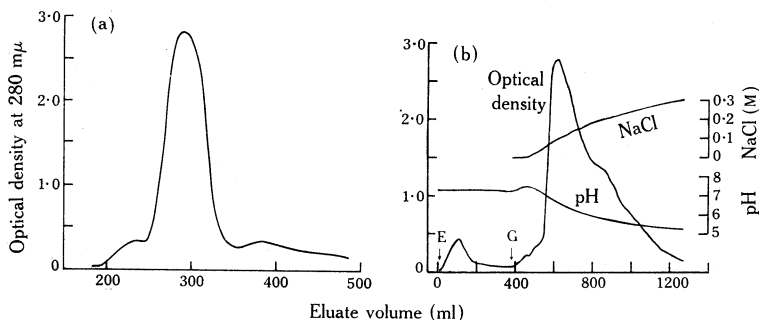 (a)
Optical density at 280 mμ
3·0
2·0
1·0
0
200
300
400
500
(b)
3·0
2·0
1·0
0
Optical
density
NaCl
pH
E
G
0·3
0·2
0·1
0
NaCl (M)
8
7
6
5
pH
0
400
800
1200
Eluate volume (ml)